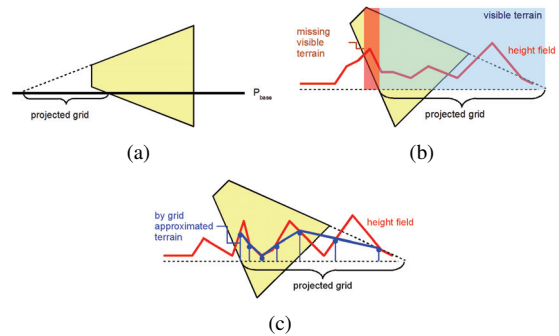 P base
projected grid
(a)
visible terrain
missing
visible
terrain
height field
projected grid
(b)
by grid
approximated
terrain
height field
projected grid
(c)